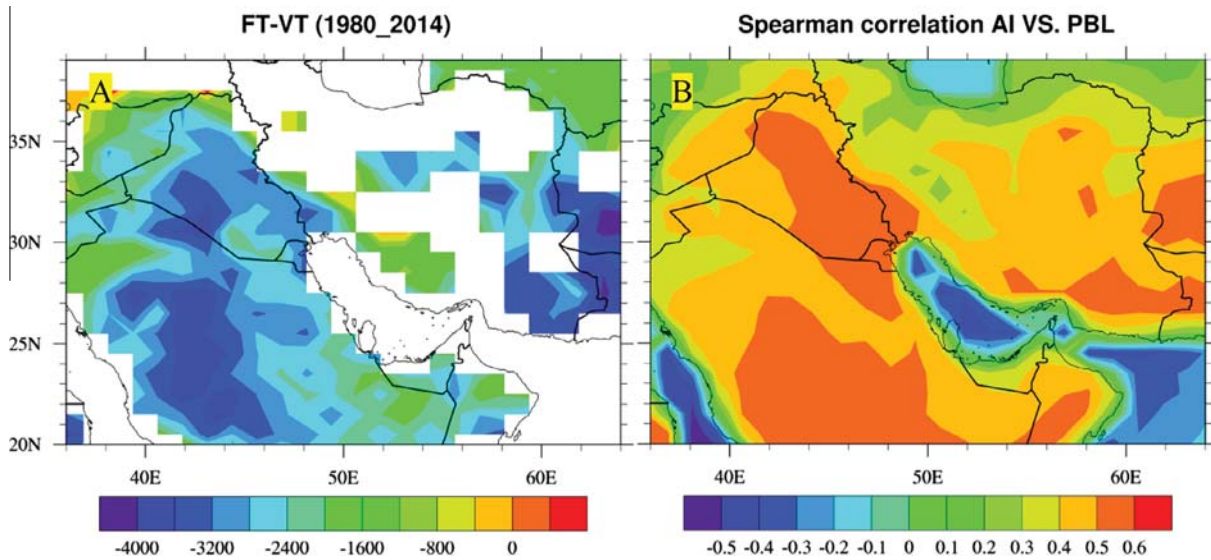 FT-VT (1980_2014)
Spearman correlation AI VS. PBL
A
B
35N
30N
25N
20N
40E 50E 60E
40E 50E 60E
-4000 -3200 -2400 -1600 -800 0
-0.5 -0.4 -0.3 -0.2 -0.1 0 0.1 0.2 0.3 0.4 0.5 0.6